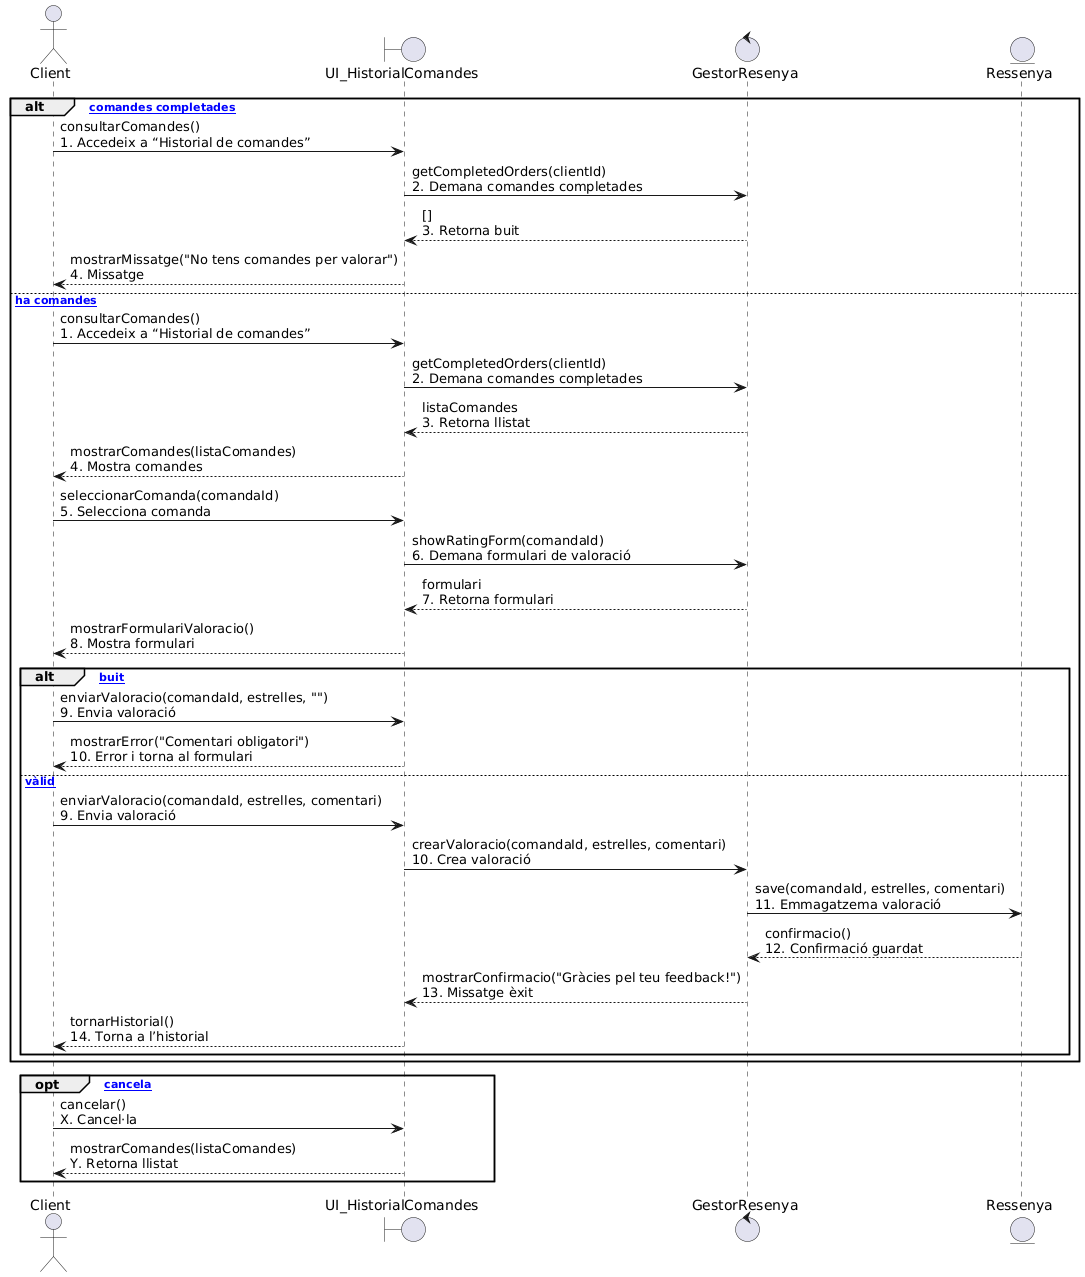 Client
UI_HistorialComandes
GestorResenya
Ressenya
alt
comandes completades
consultarComandes()
1. Accedeix a “Historial de comandes”
getCompletedOrders(clientId)
2. Demana comandes completades
[]
3. Retorna buit
mostrarMissatge("No tens comandes per valorar")
4. Missatge
ha comandes
consultarComandes()
1. Accedeix a “Historial de comandes”
getCompletedOrders(clientId)
2. Demana comandes completades
listaComandes
3. Retorna llistat
mostrarComandes(listaComandes)
4. Mostra comandes
seleccionarComanda(comandaId)
5. Selecciona comanda
showRatingForm(comandaId)
6. Demana formulari de valoració
formulari
7. Retorna formulari
mostrarFormulariValoracio()
8. Mostra formulari
alt
buit
enviarValoracio(comandaId, estrelles, "")
9. Envia valoració
mostrarError("Comentari obligatori")
10. Error i torna al formulari
vàlid
enviarValoracio(comandaId, estrelles, comentari)
9. Envia valoració
crearValoracio(comandaId, estrelles, comentari)
10. Crea valoració
save(comandaId, estrelles, comentari)
11. Emmagatzema valoració
confirmacio()
12. Confirmació guardat
mostrarConfirmacio("Gràcies pel teu feedback!")
13. Missatge èxit
tornarHistorial()
14. Torna a l’historial
opt
cancela
cancelar()
X. Cancel·la
mostrarComandes(listaComandes)
Y. Retorna llistat
Client
UI_HistorialComandes
GestorResenya
Ressenya